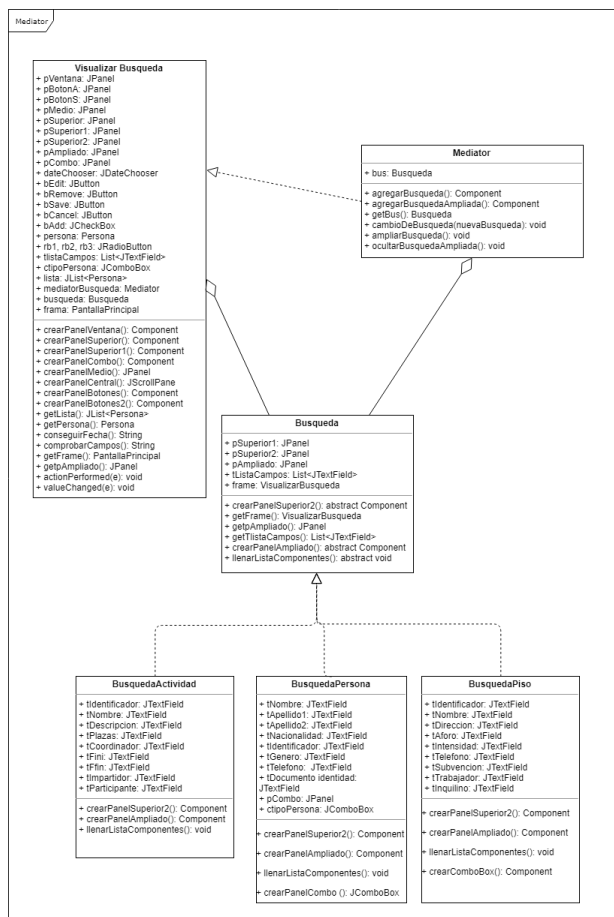 Mediator
Visualizar Busqueda
+ pVentana: JPanel
+ pBotonA: JPanel
+ pBotonS: JPanel
+ pMedio: JPanel
+ pSuperior: JPanel
+ pSuperior1: JPanel
+ pSuperior2: JPanel
+ pAmpliado: JPanel
+ pCombo: JPanel
+ dateChooser: JDateChooser
+ bEdit: JButton
+ bRemove: JButton
+ bSave: JButton
+ bCancel: JButton
+ bAdd: JCheckBox
+ persona: Persona
+ rb1, rb2, rb3: JRadioButton
+ tlistaCampos: List<JTextField>
+ ctipoPersona: JComboBox
+ lista: JList<Persona>
+ mediatorBusqueda: Mediator
+ busqueda: Busqueda
+ frama: PantallaPrincipal
+ crearPanelVentana(): Component
+ crearPanelSuperior(): Component
+ crearPanelSuperior1(): Component
+ crearPanelCombo(): Component
+ crearPanelMedio(): JPanel
+ crearPanelCentral(): JScrollPane
+ crearPanelBotones(): Component
+ crearPanelBotones2(): Component
+ getLista(): JList<Persona>
+ getPersona(): Persona
+ conseguirFecha(): String
+ comprobarCampos(): String
+ getFrame(): PantallaPrincipal
+ getpAmpliado(): JPanel
+ actionPerformed(e): void
+ valueChanged(e): void
Mediator
+ bus: Busqueda
+ agregarBusqueda(): Component
+ agregarBusquedaAmpliada(): Component
+ getBus(): Busqueda
+ cambioDeBusqueda(nuevaBusqueda): void
+ ampliarBusqueda(): void
+ ocultarBusquedaAmpliada(): void
Busqueda
+ pSuperior1: JPanel
+ pSuperior2: JPanel
+ pAmpliado: JPanel
+ tListaCampos: List<JTextField>
+ frame: VisualizarBusqueda
+ crearPanelSuperior2(): abstract Component
+ getFrame(): VisualizarBusqueda
+ getpAmpliado(): JPanel
+ getTlistaCampos(): List<JTextField>
+ crearPanelAmpliado(): abstract Component
+ llenarListaComponentes(): abstract void
BusquedaActividad
+ tIdentificador: JTextField
+ tNombre: JTextField
+ tDescripcion: JTextField
+ tPlazas: JTextField
+ tCoordinador: JTextField
+ tFini: JTextField
+ tFfin: JTextField
+ tImpartidor: JTextField
+ tParticipante: JTextField
+ crearPanelSuperior2(): Component
+ crearPanelAmpliado(): Component
+ llenarListaComponentes(): void
BusquedaPersona
+ tNombre: JTextField
+ tApellido1: JTextField
+ tApellido2: JTextField
+ tNacionalidad: JTextField
+ tIdentificador: JTextField
+ tGenero: JTextField
+ tTelefono: JTextField
+ tDocumento identidad:
JTextField
+ pCombo: JPanel
+ ctipoPersona: JComboBox
+ crearPanelSuperior2(): Component
+ crearPanelAmpliado(): Component
+ llenarListaComponentes(): void
+ crearPanelCombo (): JComboBox
BusquedaPiso
+ tIdentificador: JTextField
+ tNombre: JTextField
+ tDireccion: JTextField
+ tAforo: JTextField
+ tIntensidad: JTextField
+ tTelefono: JTextField
+ tSubvencion: JTextField
+ tTrabajador: JTextField
+ tInquilino: JTextField
+ crearPanelSuperior2(): Component
+ crearPanelAmpliado(): Component
+ llenarListaComponentes(): void
+ crearComboBox(): Component